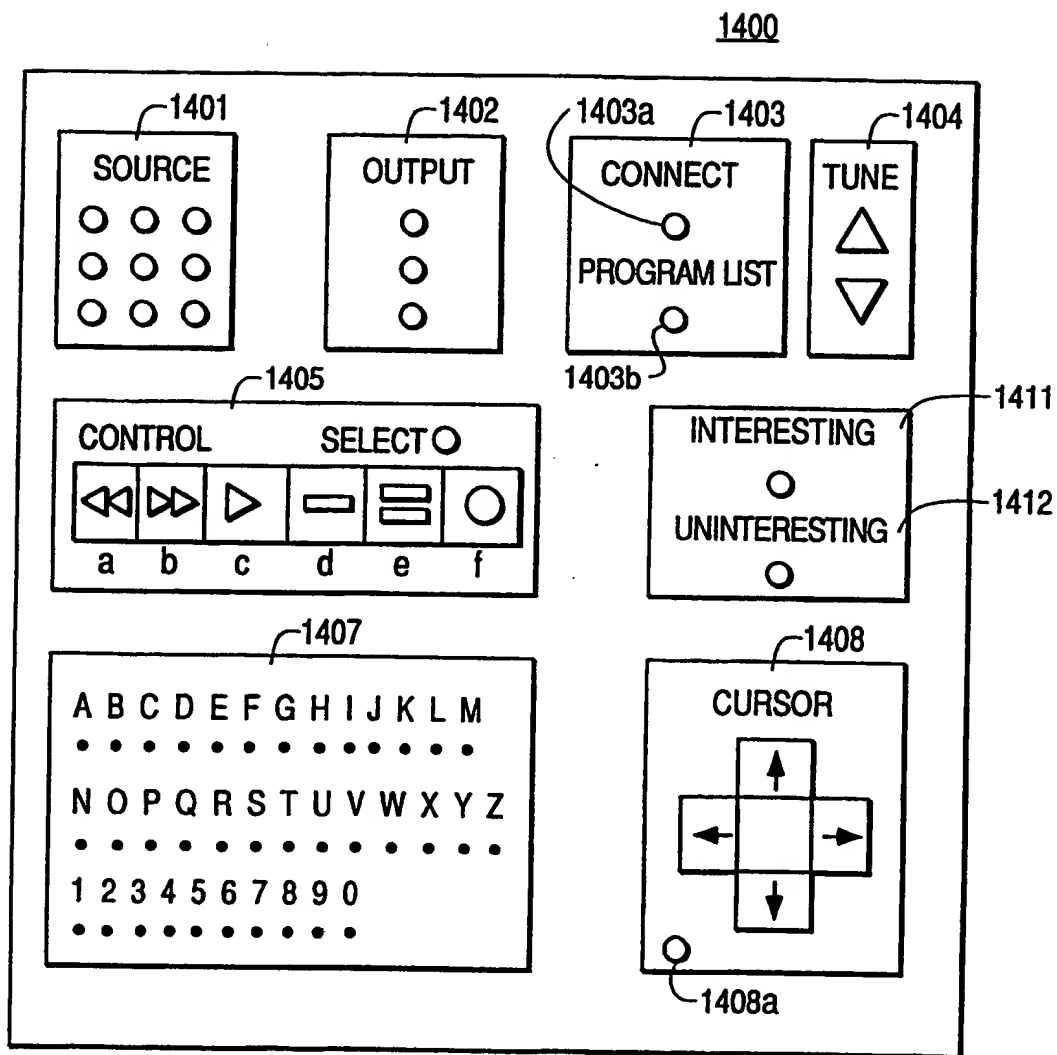 1400
1401
1402
1403a
1403
1404
SOURCE
OUTPUT
CONNECT
TUNE
PROGRAM LIST
1403b
1405
CONTROL SELECT
a b c d e f
1411
INTERESTING
1412
UNINTERESTING
1407
A B C D E F G H I J K L M
N O P Q R S T U V W X Y Z
1 2 3 4 5 6 7 8 9 0
1408
CURSOR
1408a